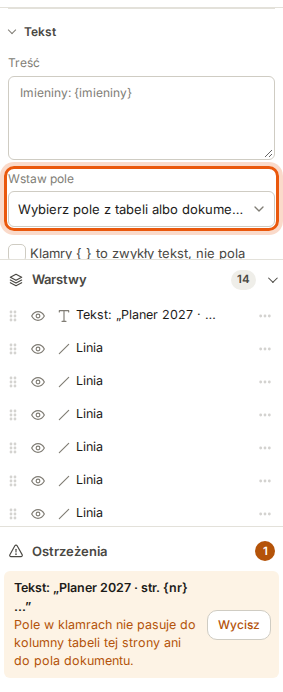 Tekst
Treść
Imieniny: {imieniny}
Wstaw pole
Wybierz pole z tabeli albo dokume...
Klamry { } to zwykły tekst, nie pola
Warstwy 14
Tekst: „Planer 2027 · ...
Linia
Linia
Linia
Linia
Linia
Linia
Ostrzeżenia 1
Tekst: „Planer 2027 · str. {nr}
..."
Pole w klamrach nie pasuje do
kolumny tabeli tej strony ani
do pola dokumentu.
Wycisz